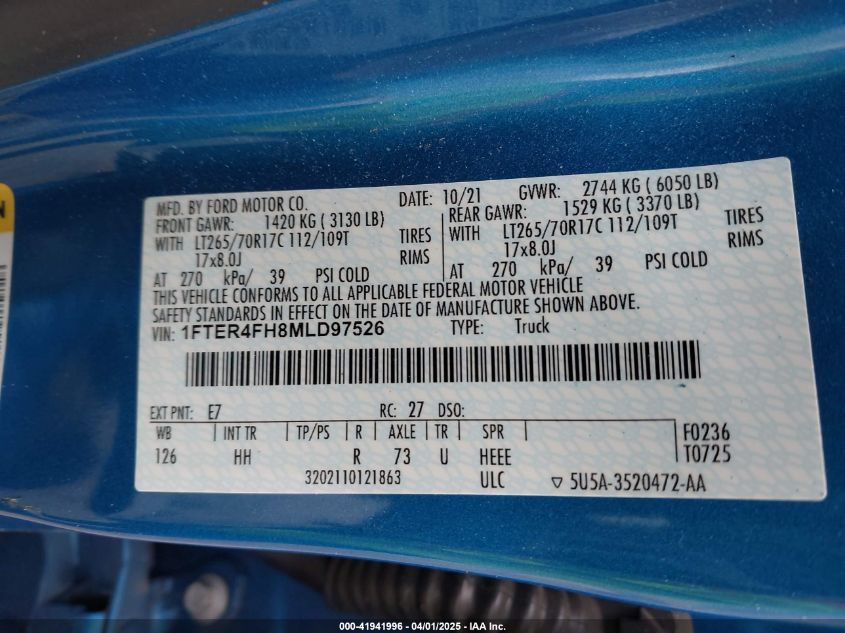 MFD. BY FORD MOTOR CO. DATE: 10/21 GVWR: 2744 KG ( 6050 LB)
FRONT GAWR: 1420 KG ( 3130 LB) REAR GAWR: 1529 KG ( 3370 LB)
WITH LT265/70R17C 112/109T TIRES WITH LT265/70R17C 112/109T TIRES
17x8.0J RIMS 17x8.0J RIMS
AT 270 kPa/ 39 PSI COLD AT 270 kPa/ 39 PSI COLD
THIS VEHICLE CONFORMS TO ALL APPLICABLE FEDERAL MOTOR VEHICLE
SAFETY STANDARDS IN EFFECT ON THE DATE OF MANUFACTURE SHOWN ABOVE.
VIN: 1FTER4FH8MLD97526 TYPE: Truck
EXT PNT: E7 RC: 27 DSO:
WB INT TR TP/PS R AXLE TR SPR F0236
126 HH R 73 U HEEE T0725
3202110121863 ULC 5U5A-3520472-AA
000-41941996 - 04/01/2025 - IAA Inc.